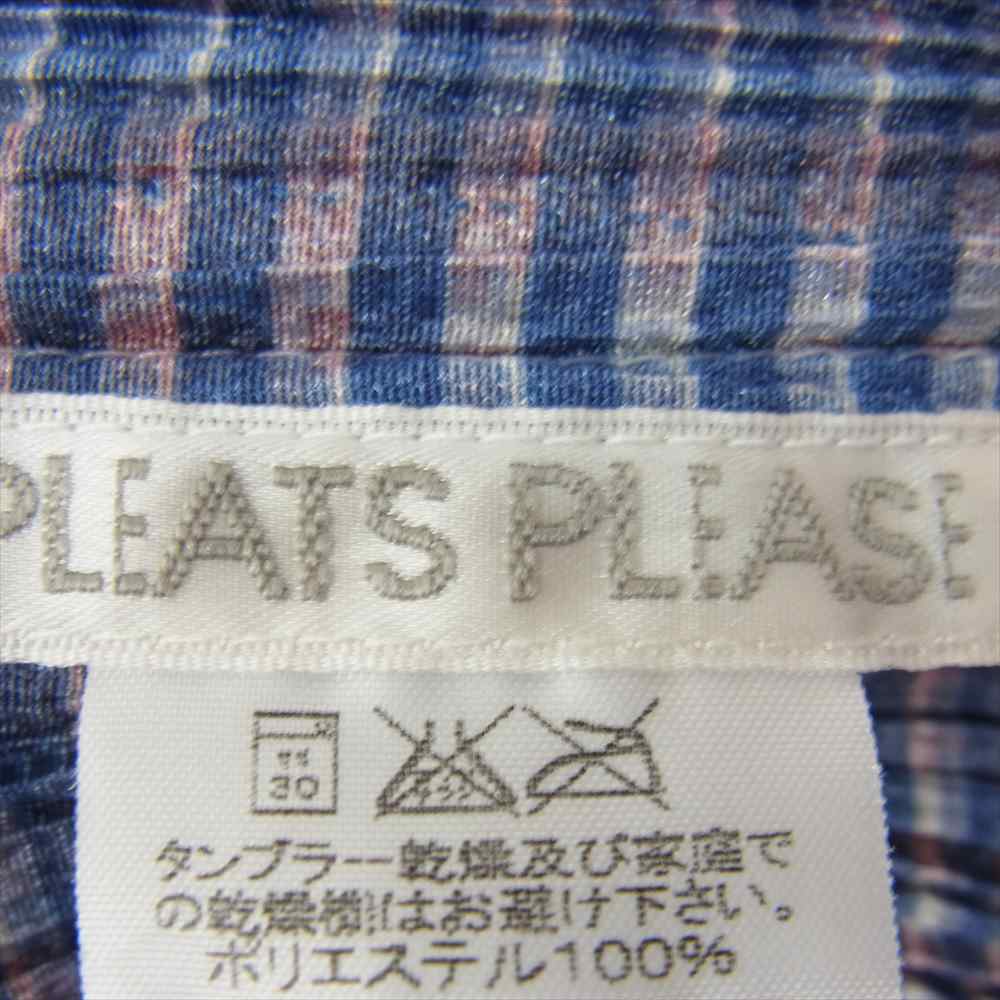 PLEATS PLEASE
30
タンブラー乾燥及び家庭で
の乾燥機はお避け下さい。
ポリエステル100%